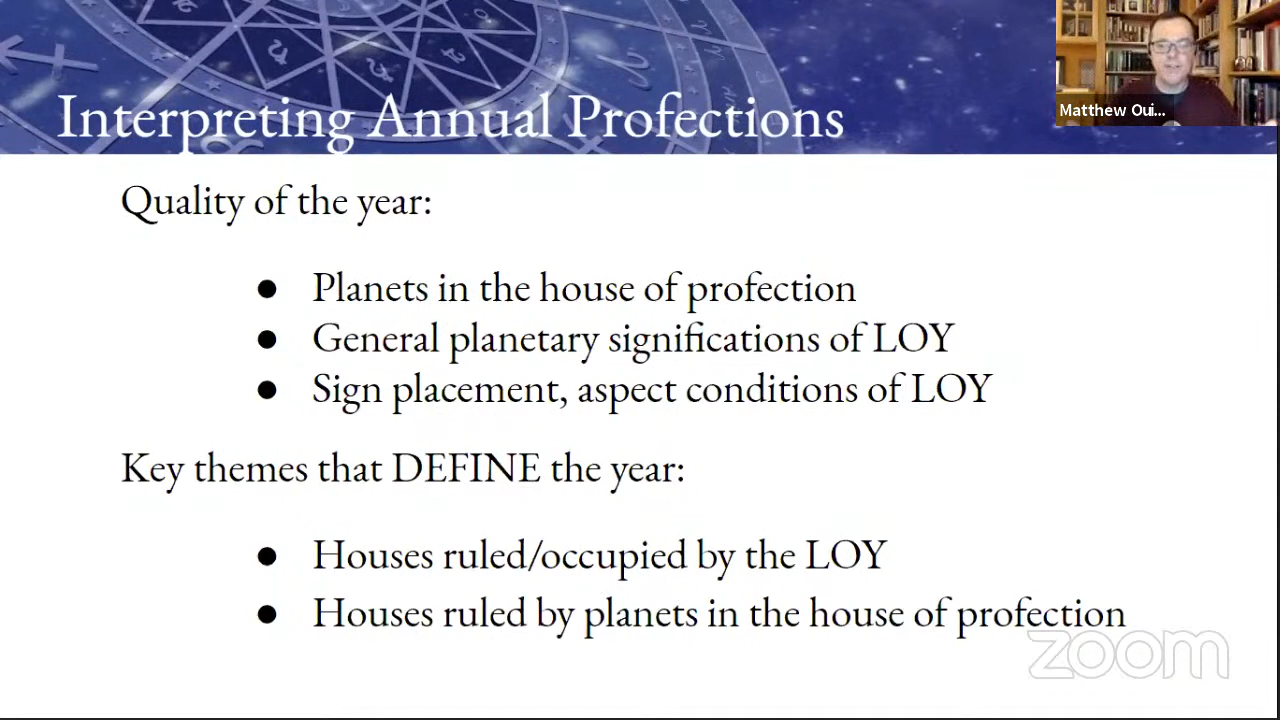 Matthew Oui...
Interpreting Annual Profections
Quality of the year:
● Planets in the house of profection
● General planetary significations of LOY
● Sign placement, aspect conditions of LOY
Key themes that DEFINE the year:
● Houses ruled/occupied by the LOY
● Houses ruled by planets in the house of profection
zoom